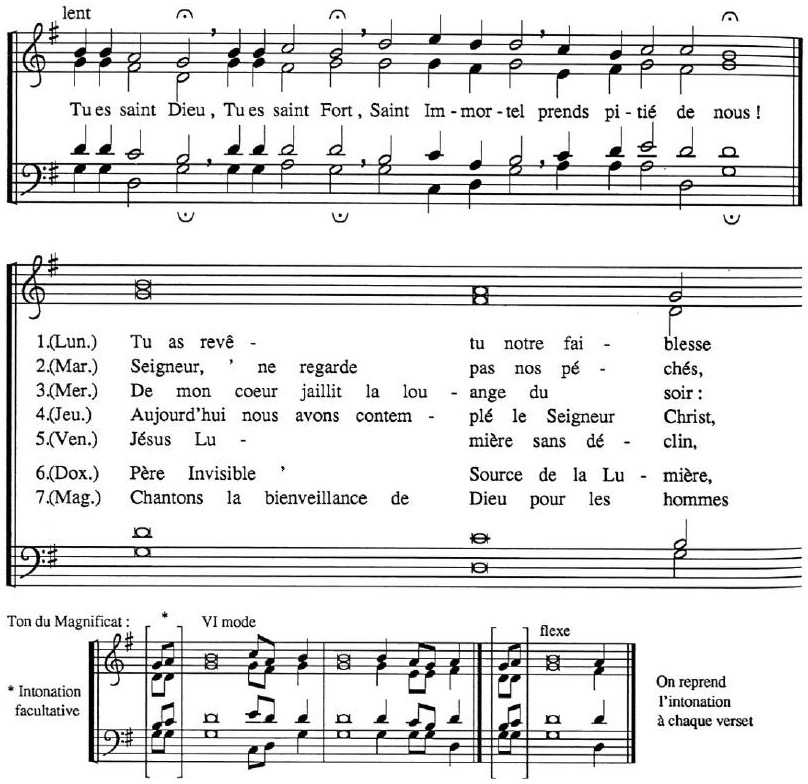 lent
Tu es saint Dieu, Tu es saint Fort, Saint Im - mor - tel prends pi - tié de nous !
1.(Lun.) Tu as revê - tu notre fai - blesse
2.(Mar.) Seigneur, ' ne regarde pas nos pé - chés,
3.(Mer.) De mon coeur jaillit la lou - ange du soir :
4.(Jeu.) Aujourd'hui nous avons contem - plé le Seigneur Christ,
5.(Ven.) Jésus Lu - mière sans dé - clin,
6.(Dox.) Père Invisible ' Source de la Lu - mière,
7.(Mag.) Chantons la bienveillance de Dieu pour les hommes
Ton du Magnificat : * VI mode
flexe
* Intonation
facultative
On reprend
l'intonation
à chaque verset